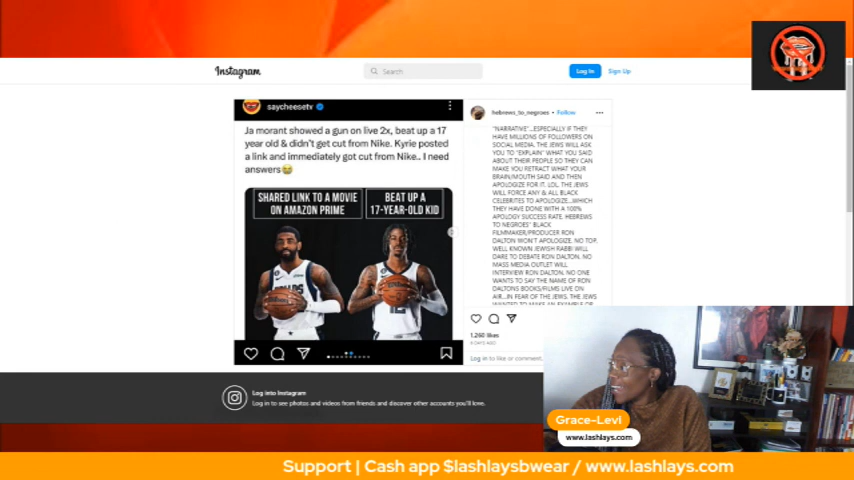 Instagram
Search
Log In
Sign Up
saycheesetv
Ja morant showed a gun on live 2x, beat up a 17
year old & didn't get cut from Nike. Kyrie posted
a link and immediately got cut from Nike.. I need
answers😭
SHARED LINK TO A MOVIE
ON AMAZON PRIME
BEAT UP A
17-YEAR-OLD KID
hebrews_to_negroes • Follow
"NARRATIVE"...ESPECIALLY IF THEY
HAVE MILLIONS OF FOLLOWERS ON
SOCIAL MEDIA. THE JEWS WILL ASK
YOU TO "EXPLAIN" WHAT YOU SAID
ABOUT THEIR PEOPLE SO THEY CAN
MAKE YOU RETRACT WHAT YOUR
BRAIN/MOUTH SAID AND THEN
APOLOGIZE FOR IT. LOL. THE JEWS
WILL FORCE ANY & ALL BLACK
CELEBRITES TO APOLOGIZE....WHICH
THEY HAVE DONE WITH A 100%
APOLOGY SUCCESS RATE. HEBREWS
TO NEGROES" BLACK
FILMMAKER/PRODUCER RON
DALTON WON'T APOLOGIZE. NO TOP,
WELL KNOWN JEWISH RABBI WILL
DARE TO DEBATE RON DALTON. NO
MASS MEDIA OUTLET WILL
INTERVIEW RON DALTON. NO ONE
WANTS TO SAY THE NAME OF RON
DALTONS BOOKS/FILMS LIVE ON
AIR....IN FEAR OF THE JEWS. THE JEWS
WANTED TO MAKE AN EXAMPLE OF
1,260 likes
Log in to like or comment.
Log into Instagram
Log in to see photos and videos from friends and discover other accounts you'll love.
Grace-Levi
www.lashlays.com
Support | Cash app $lashlaysbwear / www.lashlays.com